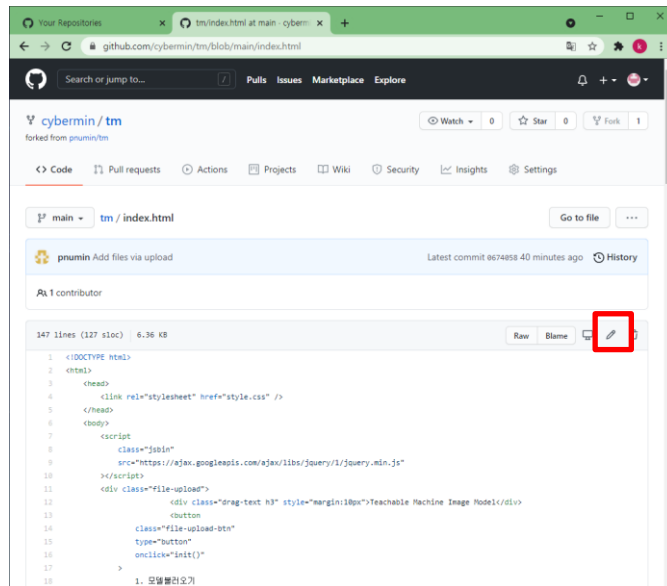 Your Repositories
tm/index.html at main · cybermi
github.com/cybermin/tm/blob/main/index.html
Search or jump to... / Pulls Issues Marketplace Explore
cybermin / tm
Watch 0 Star 0 Fork 1
forked from pnumin/tm
Code Pull requests Actions Projects Wiki Security Insights Settings
main tm / index.html Go to file ...
pnumin Add files via upload Latest commit 0674858 40 minutes ago History
1 contributor
147 lines (127 sloc) 6.36 KB Raw Blame
1 <!DOCTYPE html>
2 <html>
3 <head>
4 <link rel="stylesheet" href="style.css" />
5 </head>
6 <body>
7 <script
8 class="jsbin"
9 src="https://ajax.googleapis.com/ajax/libs/jquery/1/jquery.min.js"
10 ></script>
11 <div class="file-upload">
12 <div class="drag-text h3" style="margin:10px">Teachable Machine Image Model</div>
13 <button
14 class="file-upload-btn"
15 type="button"
16 onclick="init()"
17 >
18 1. 모델불러오기